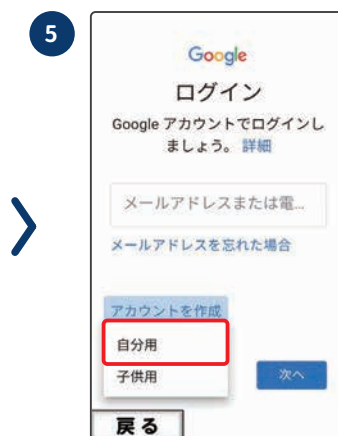 5
Google
ログイン
Google アカウントでログインし
ましょう。 詳細
メールアドレスまたは電...
メールアドレスを忘れた場合
アカウントを作成
自分用
子供用
次へ
戻る